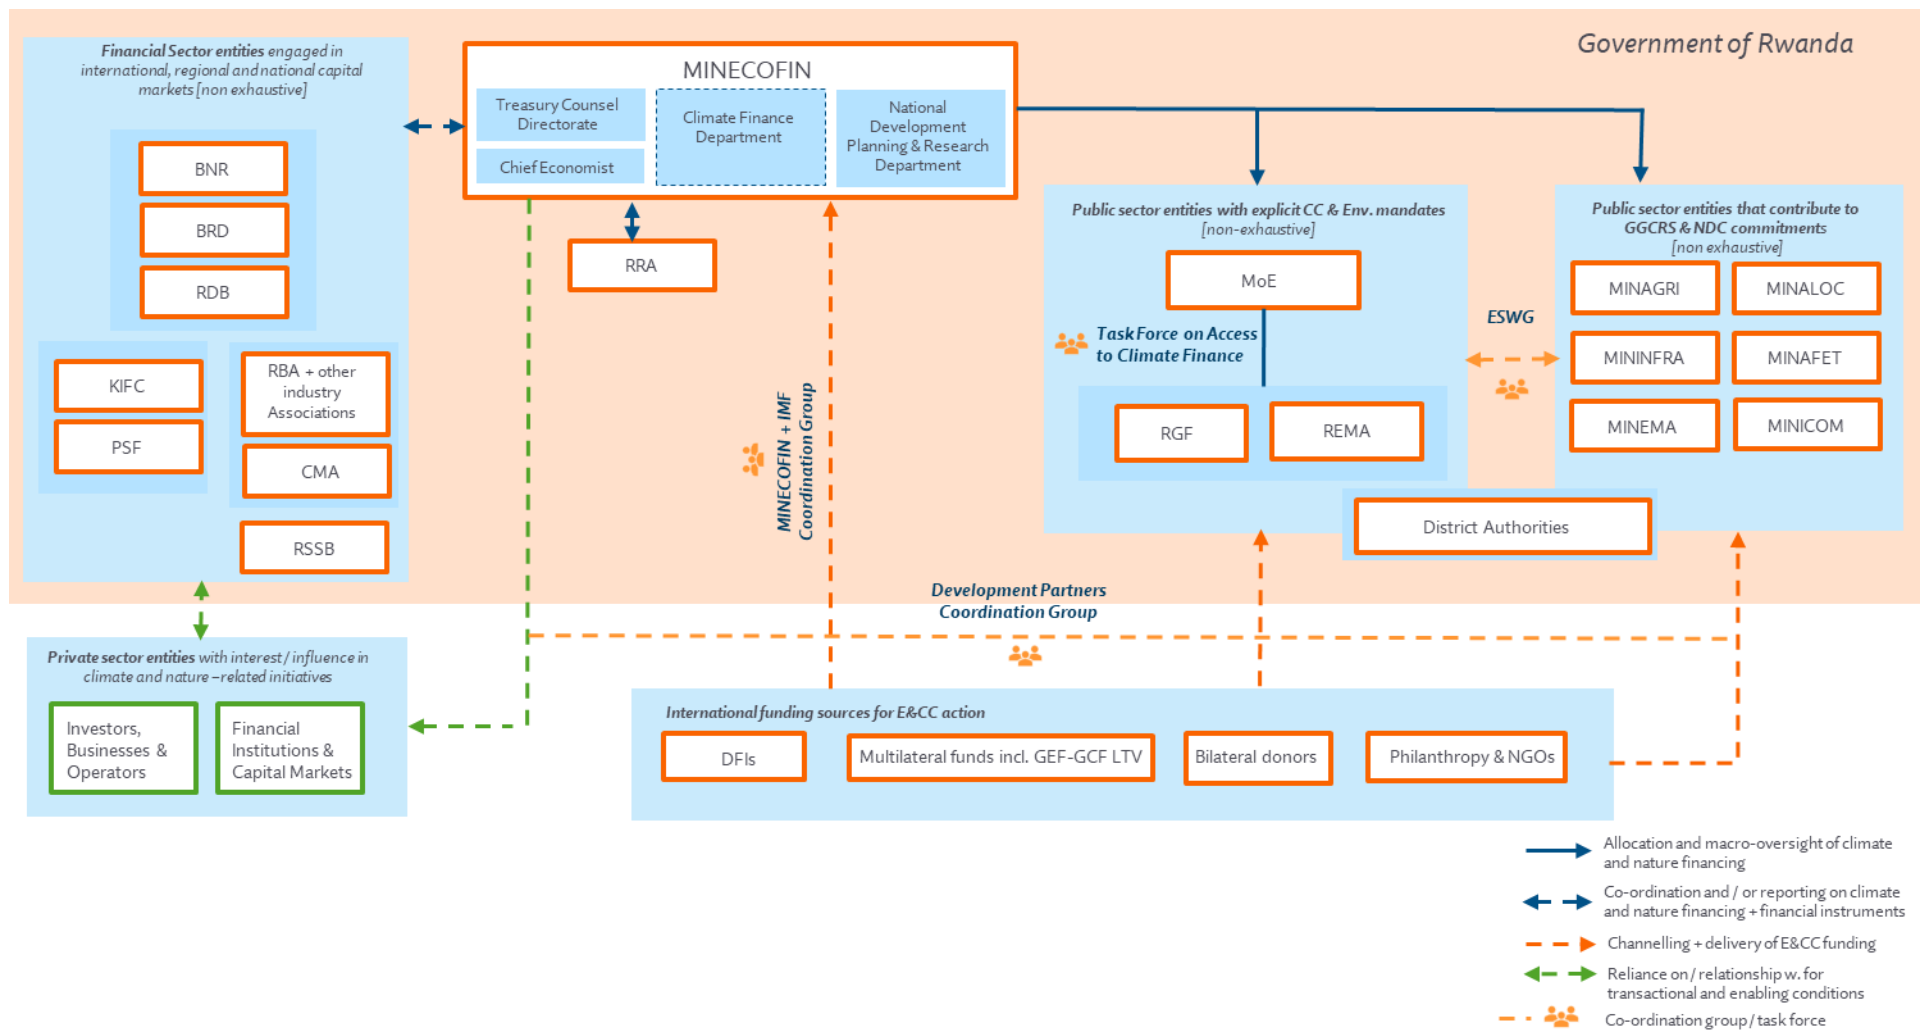 Government of Rwanda
Financial Sector entities engaged in
international, regional and national capital
markets [non exhaustive]
BNR
BRD
RDB
KIFC
PSF
RBA + other
industry
Associations
CMA
RSSB
MINECOFIN
Treasury Counsel
Directorate
Chief Economist
Climate Finance
Department
National
Development
Planning & Research
Department
RRA
MINECOFIN + IMF
Coordination Group
Public sector entities with explicit CC & Env. mandates
[non-exhaustive]
MoE
Task Force on Access
to Climate Finance
RGF
REMA
ESWG
Public sector entities that contribute to
GGCRS & NDC commitments
[non exhaustive]
MINAGRI
MINALOC
MININFRA
MINAFET
MINEMA
MINICOM
District Authorities
Development Partners
Coordination Group
Private sector entities with interest / influence in
climate and nature –related initiatives
Investors,
Businesses &
Operators
Financial
Institutions &
Capital Markets
International funding sources for E&CC action
DFIs
Multilateral funds incl. GEF-GCF LTV
Bilateral donors
Philanthropy & NGOs
Allocation and macro-oversight of climate
and nature financing
Co-ordination and / or reporting on climate
and nature financing + financial instruments
Channelling + delivery of E&CC funding
Reliance on / relationship w. for
transactional and enabling conditions
Co-ordination group / task force